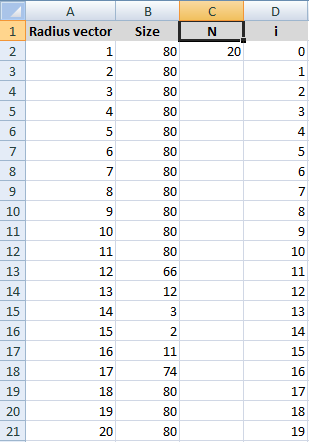 A B C D
1 Radius vector Size N i
2 1 80 20 0
3 2 80 1
4 3 80 2
5 4 80 3
6 5 80 4
7 6 80 5
8 7 80 6
9 8 80 7
10 9 80 8
11 10 80 9
12 11 80 10
13 12 66 11
14 13 12 12
15 14 3 13
16 15 2 14
17 16 11 15
18 17 74 16
19 18 80 17
20 19 80 18
21 20 80 19